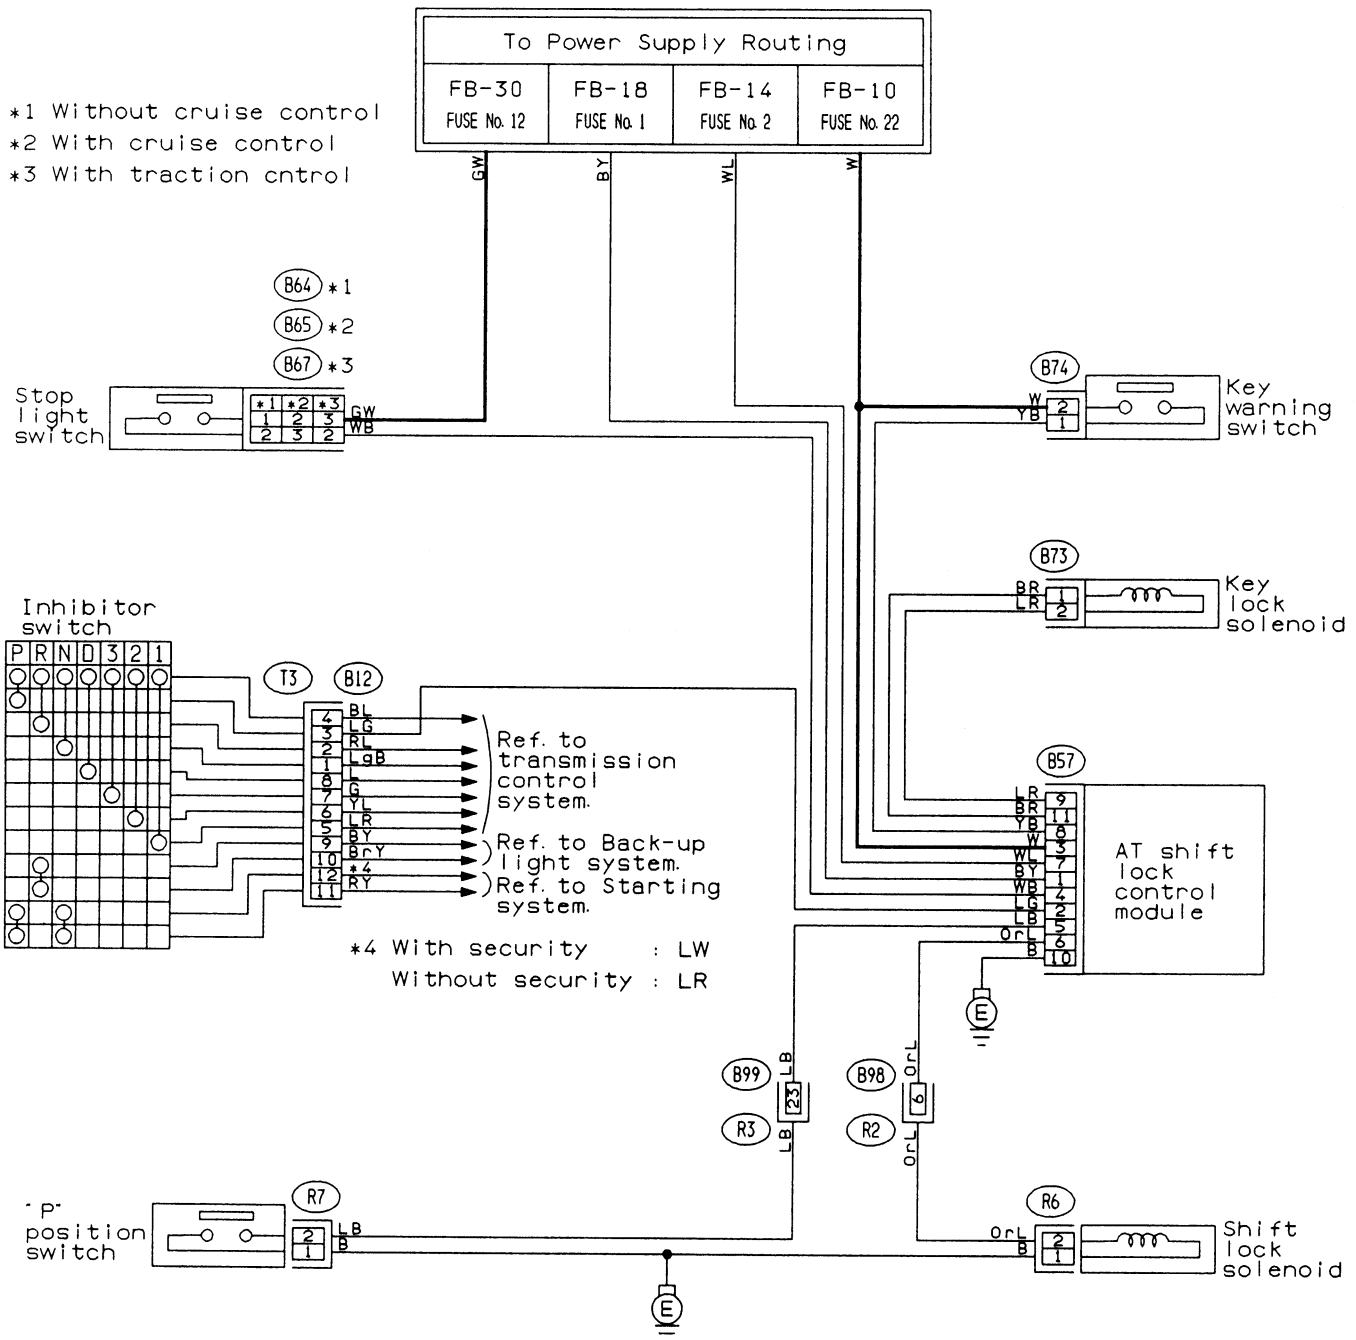 To Power Supply Routing
FB-30 FB-18 FB-14 FB-10
FUSE No. 12 FUSE No. 1 FUSE No. 2 FUSE No. 22
*1 Without cruise control
*2 With cruise control
*3 With traction cntrol
GW BY WL W
B64 *1
B65 *2
B67 *3
Stop
light
switch
*1 *2 *3
1 2 3 GW
2 3 2 WB
B74
W 2
YB 1
Key
warning
switch
B73
BR 1
LR 2
Key
lock
solenoid
Inhibitor
switch
P R N D 3 2 1
T3 B12
4 BL
3 LG
2 RL
1 LgB
8 L
7 G
6 YL
5 LR
9 BY
10 BrY
12 *4
11 RY
Ref. to
transmission
control
system.
Ref. to Back-up
light system.
Ref. to Starting
system.
*4 With security : LW
Without security : LR
B57
LR 9
BR 11
YB 8
W 3
WL 7
BY 1
WB 4
LG 2
LB 5
OrL 6
B 10
AT shift
lock
control
module
E
B99 LB
23
R3 LB
B98 OrL
6
R2 OrL
"P"
position
switch
R7
2 LB
1 B
E
R6
OrL 2
B 1
Shift
lock
solenoid